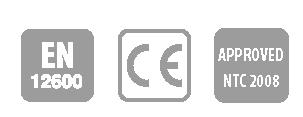 EN
12600
CE
APPROVED
NTC 2008